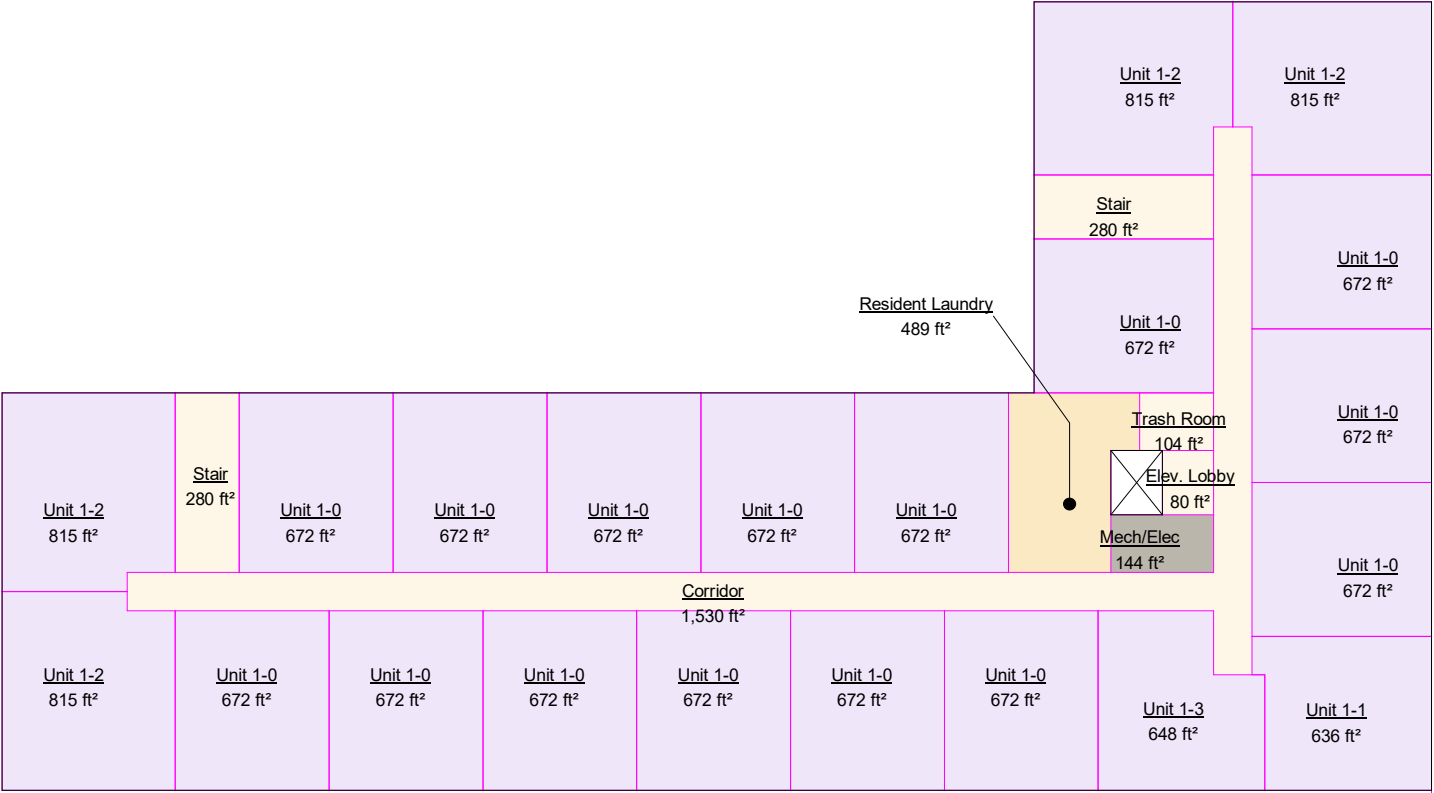 Unit 1-2
815 ft²
Unit 1-2
815 ft²
Stair
280 ft²
Unit 1-0
672 ft²
Resident Laundry
489 ft²
Unit 1-0
672 ft²
Unit 1-0
672 ft²
Trash Room
104 ft²
Elev. Lobby
80 ft²
Mech/Elec
144 ft²
Unit 1-0
672 ft²
Unit 1-2
815 ft²
Stair
280 ft²
Unit 1-0
672 ft²
Unit 1-0
672 ft²
Unit 1-0
672 ft²
Unit 1-0
672 ft²
Unit 1-0
672 ft²
Corridor
1,530 ft²
Unit 1-2
815 ft²
Unit 1-0
672 ft²
Unit 1-0
672 ft²
Unit 1-0
672 ft²
Unit 1-0
672 ft²
Unit 1-0
672 ft²
Unit 1-0
672 ft²
Unit 1-3
648 ft²
Unit 1-1
636 ft²